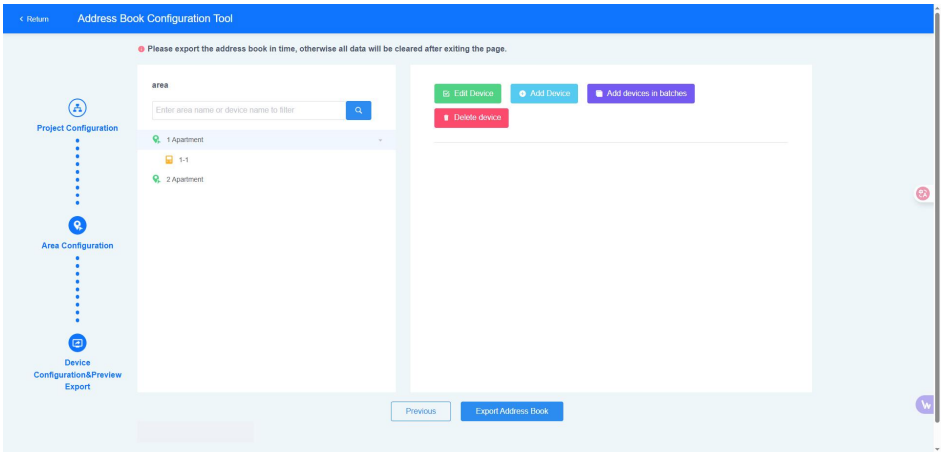 Return
Address Book Configuration Tool
Please export the address book in time, otherwise all data will be cleared after exiting the page.
Project Configuration
Area Configuration
Device
Configuration&Preview
Export
area
Enter area name or device name to filter
1 Apartment
1-1
2 Apartment
Edit Device
Add Device
Add devices in batches
Delete device
Previous
Export Address Book